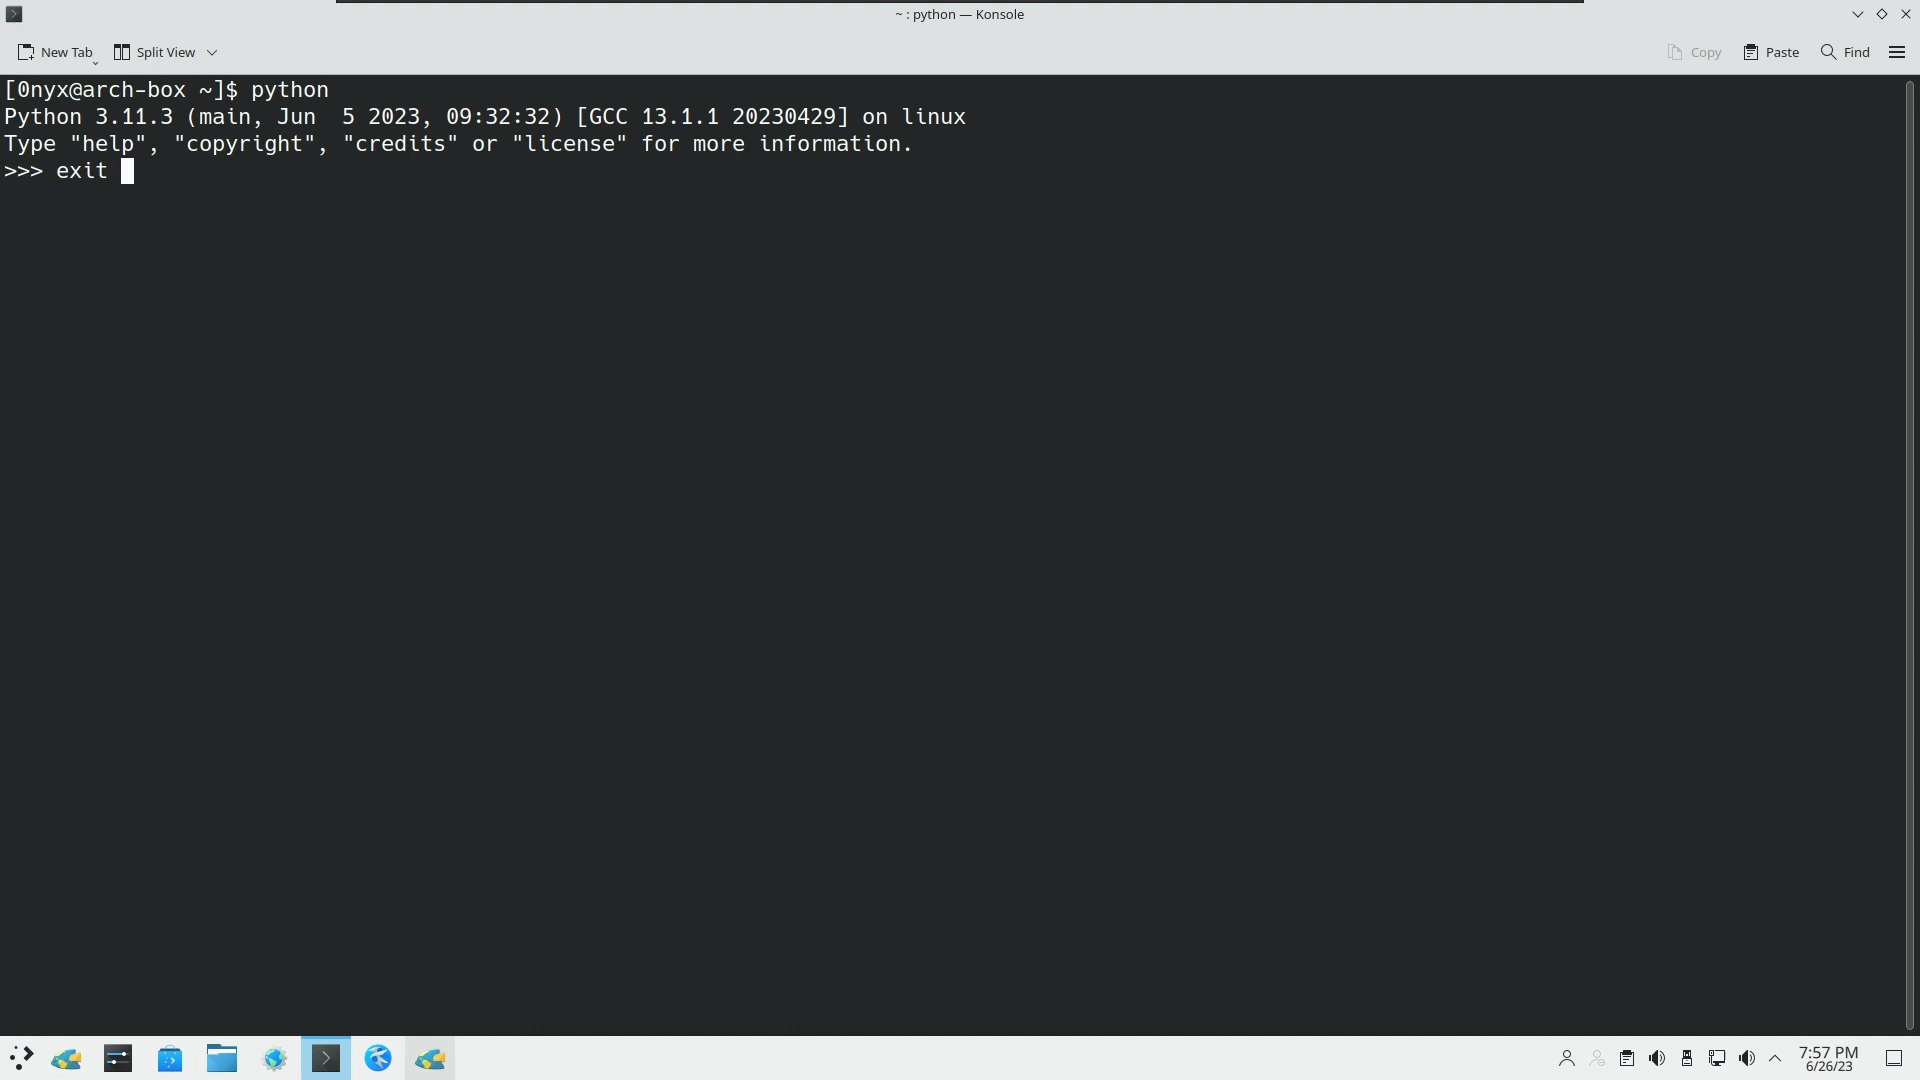 ~ : python — Konsole
New Tab Split View Copy Paste Find
[0nyx@arch-box ~]$ python
Python 3.11.3 (main, Jun  5 2023, 09:32:32) [GCC 13.1.1 20230429] on linux
Type "help", "copyright", "credits" or "license" for more information.
>>> exit
7:57 PM
6/26/23